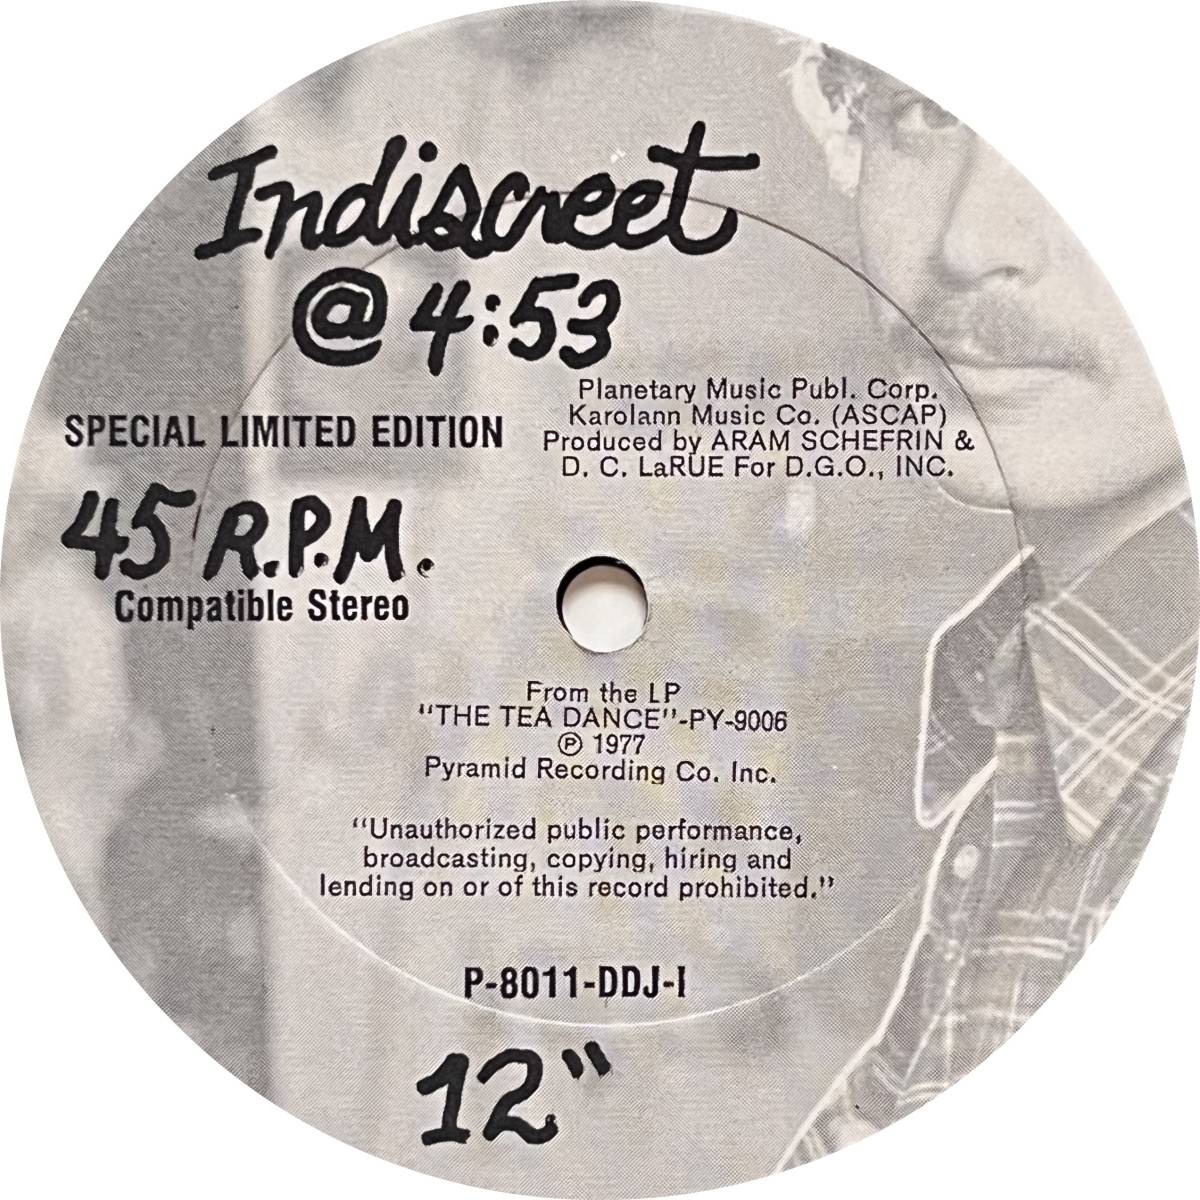 Indiscreet
@ 4:53
Planetary Music Publ. Corp.
Karolann Music Co. (ASCAP)
Produced by ARAM SCHEFRIN &
D. C. LaRUE For D.G.O., INC.
SPECIAL LIMITED EDITION
45 R.P.M.
Compatible Stereo
From the LP
"THE TEA DANCE"-PY-9006
℗ 1977
Pyramid Recording Co. Inc.
"Unauthorized public performance,
broadcasting, copying, hiring and
lending on or of this record prohibited."
P-8011-DDJ-I
12"